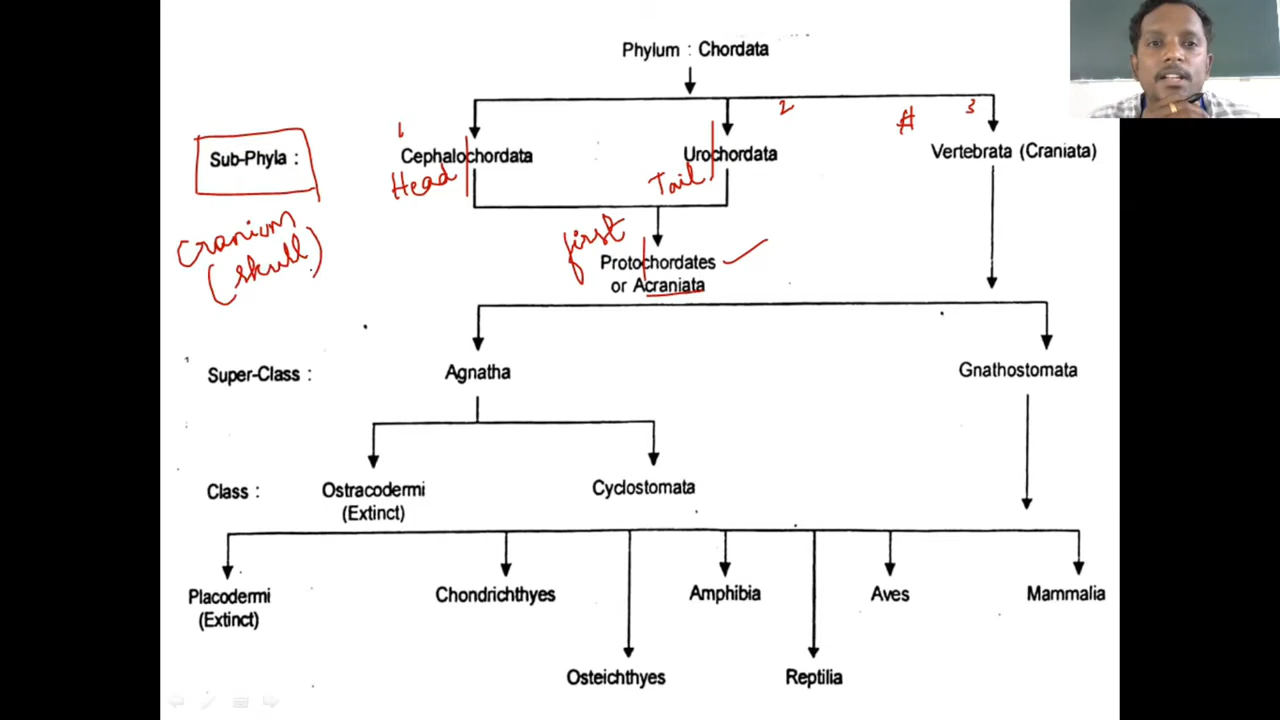 Phylum : Chordata
1
2
3
Sub-Phyla :
Cephalochordata
Urochordata
Vertebrata (Craniata)
Head
Tail
Cranium
(skull)
first
Protochordates
or Acraniata
Super-Class :
Agnatha
Gnathostomata
Class :
Ostracodermi
(Extinct)
Cyclostomata
Placodermi
(Extinct)
Chondrichthyes
Amphibia
Aves
Mammalia
Osteichthyes
Reptilia